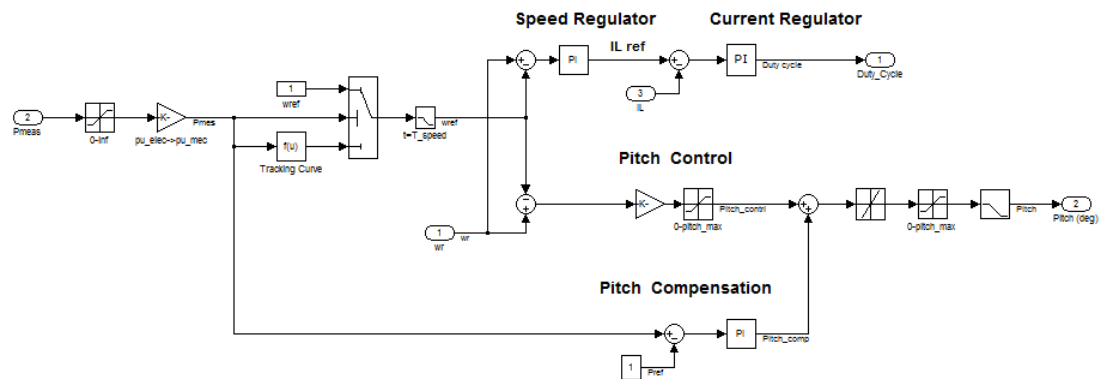 Speed Regulator
Current Regulator
IL ref
PI
PI
Duty cycle
1
Duty_Cycle
3
IL
1
wref
2
Pmeas
0-inf
K-
pu_elec->pu_mec
Pmes
f(u)
Tracking Curve
t=T_speed
wref
Pitch Control
K-
0-pitch_max
Pitch_contrl
0-pitch_max
Pitch
2
Pitch (deg)
1
wr
wr
Pitch Compensation
PI
Pitch_comp
1
Pref